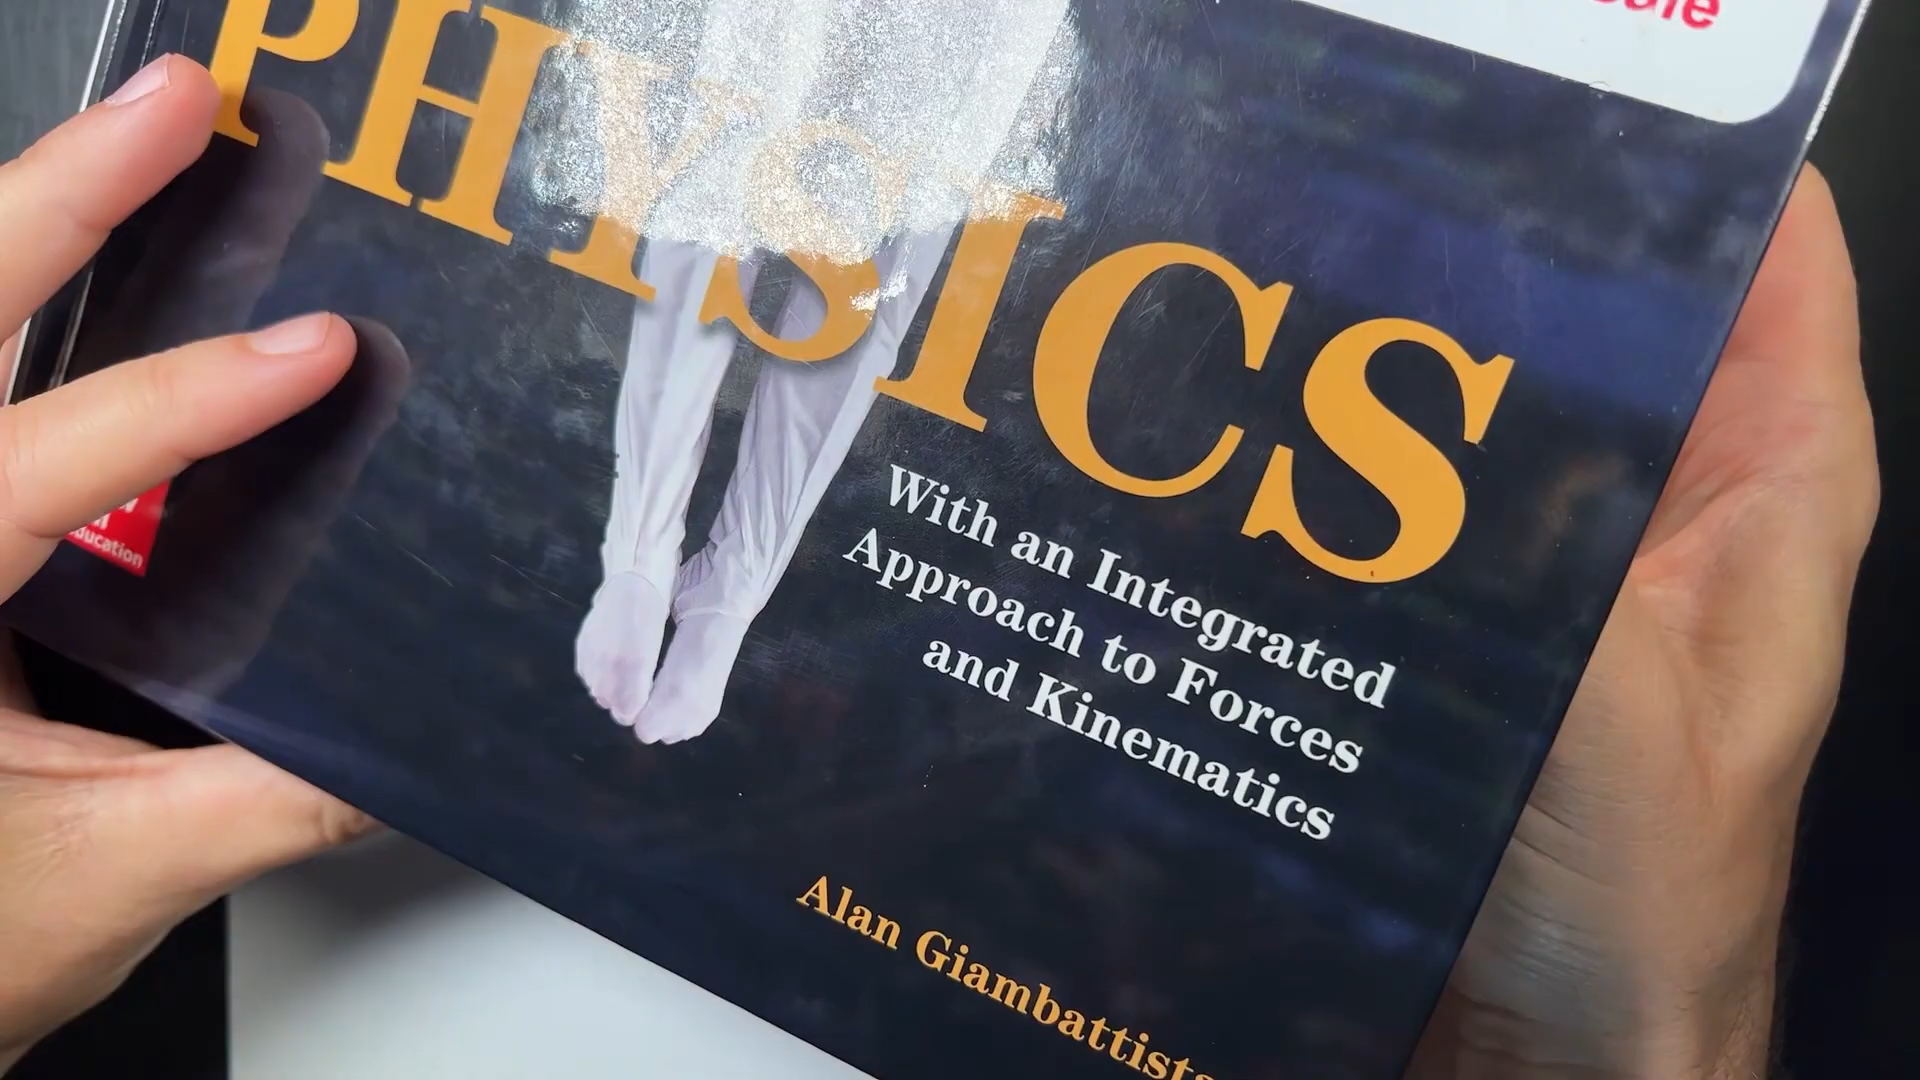 PHYSICS
With an Integrated
Approach to Forces
and Kinematics
Alan Giambattista